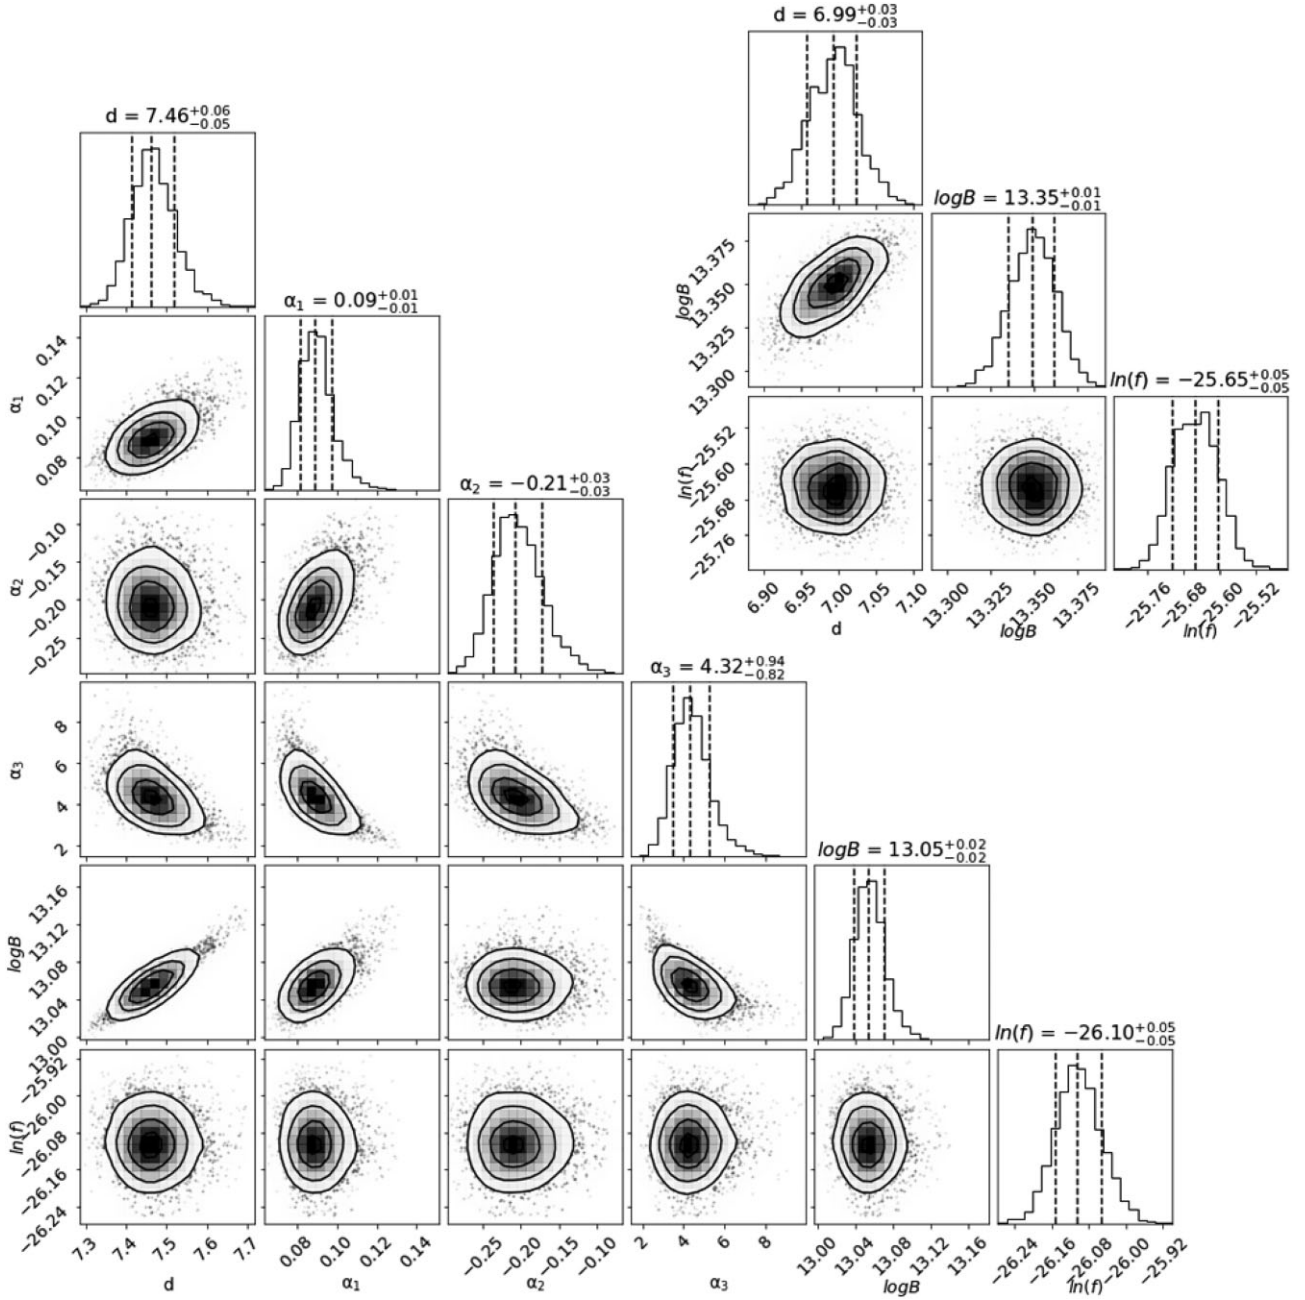 d = 6.99+0.03 −0.03
d = 7.46+0.06 −0.05
logB = 13.35+0.01 −0.01
13.375
13.350
13.325
13.300
logB
α1 = 0.09+0.01 −0.01
0.14
0.12
0.10
0.08
α1
ln(f) = −25.65+0.05 −0.05
−25.52
−25.60
−25.68
−25.76
ln(f)
6.90 6.95 7.00 7.05 7.10
d
13.300 13.325 13.350 13.375
logB
−25.76 −25.68 −25.60 −25.52
ln(f)
α2 = −0.21+0.03 −0.03
−0.10
−0.15
−0.20
−0.25
α2
α3 = 4.32+0.94 −0.82
8
6
4
2
α3
logB = 13.05+0.02 −0.02
13.16
13.12
13.08
13.04
13.00
logB
ln(f) = −26.10+0.05 −0.05
−25.92
−26.00
−26.08
−26.16
−26.24
ln(f)
7.3 7.4 7.5 7.6 7.7
d
0.08 0.10 0.12 0.14
α1
−0.25 −0.20 −0.15 −0.10
α2
2 4 6 8
α3
13.00 13.04 13.08 13.12 13.16
logB
−26.24 −26.16 −26.08 −26.00 −25.92
ln(f)